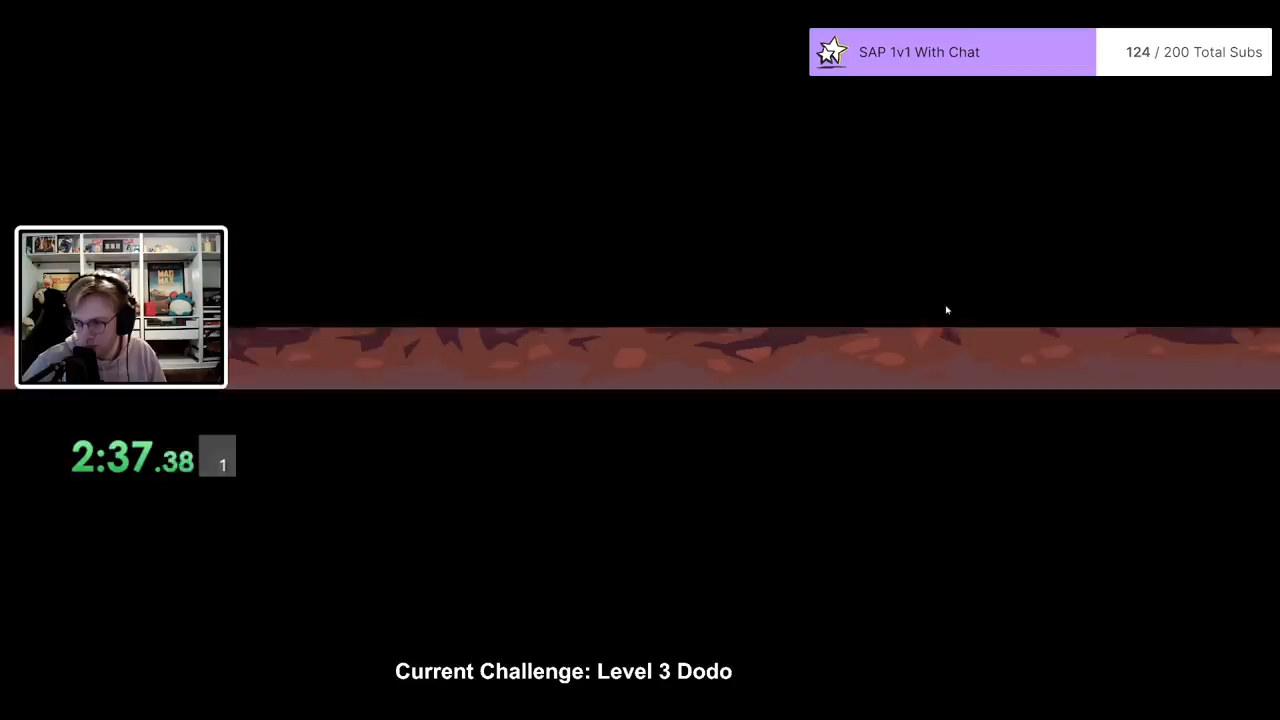 SAP 1v1 With Chat
124 / 200 Total Subs
2:37.38
1
Current Challenge: Level 3 Dodo